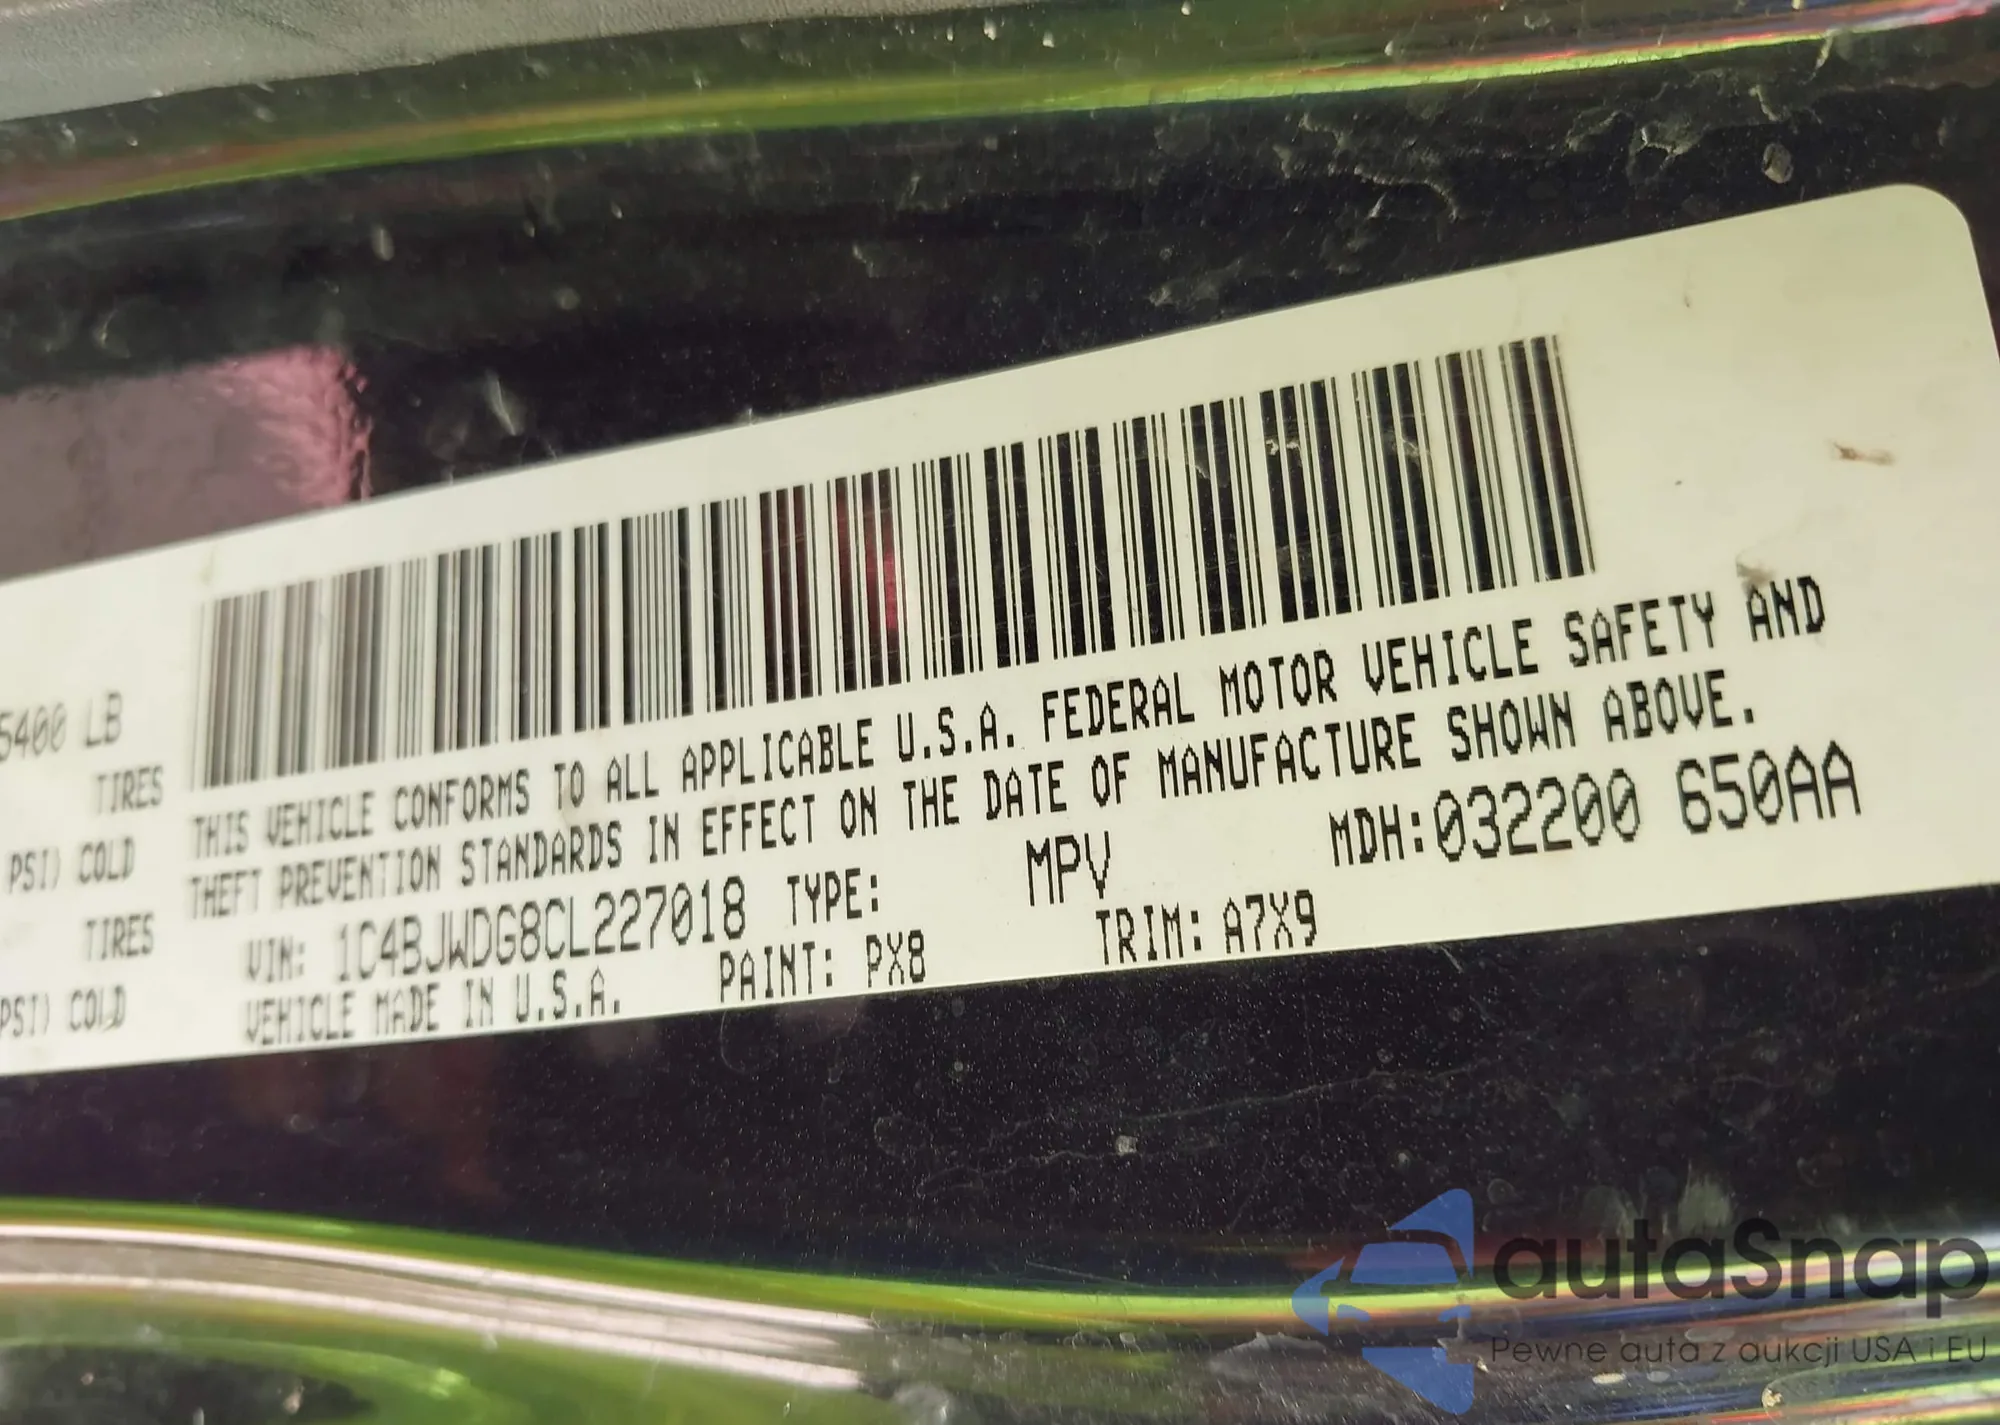 5400 LB
TIRES
PSI) COLD
TIRES
PSI) COLD
THIS VEHICLE CONFORMS TO ALL APPLICABLE U.S.A. FEDERAL MOTOR VEHICLE SAFETY AND
THEFT PREVENTION STANDARDS IN EFFECT ON THE DATE OF MANUFACTURE SHOWN ABOVE.
VIN: 1C4BJWDG8CL227018 TYPE: MPV MDH:032200 650AA
VEHICLE MADE IN U.S.A. PAINT: PX8 TRIM: A7X9
autaSnap
Pewne auta z aukcji USA i EU